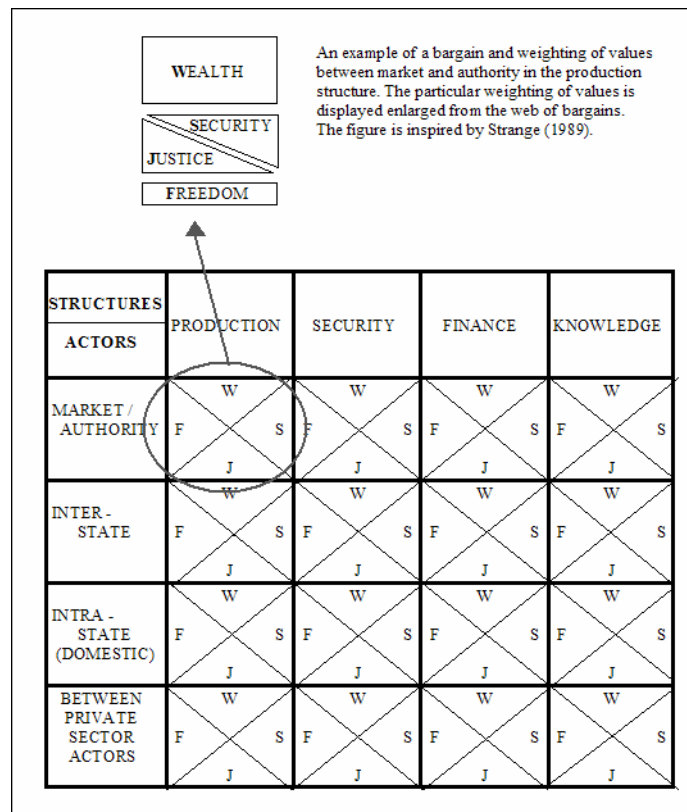 WEALTH
SECURITY
JUSTICE
FREEDOM
An example of a bargain and weighting of values
between market and authority in the production
structure. The particular weighting of values is
displayed enlarged from the web of bargains.
The figure is inspired by Strange (1989).
STRUCTURES
ACTORS
PRODUCTION SECURITY FINANCE KNOWLEDGE
W W W W
MARKET /
AUTHORITY
F S F S F S F S
J J J J
W W W W
INTER -
STATE
F S F S F S F S
J J J J
W W W W
INTRA -
STATE
(DOMESTIC)
F S F S F S F S
J J J J
BETWEEN
PRIVATE
SECTOR
ACTORS
W W W W
F S F S F S F S
J J J J